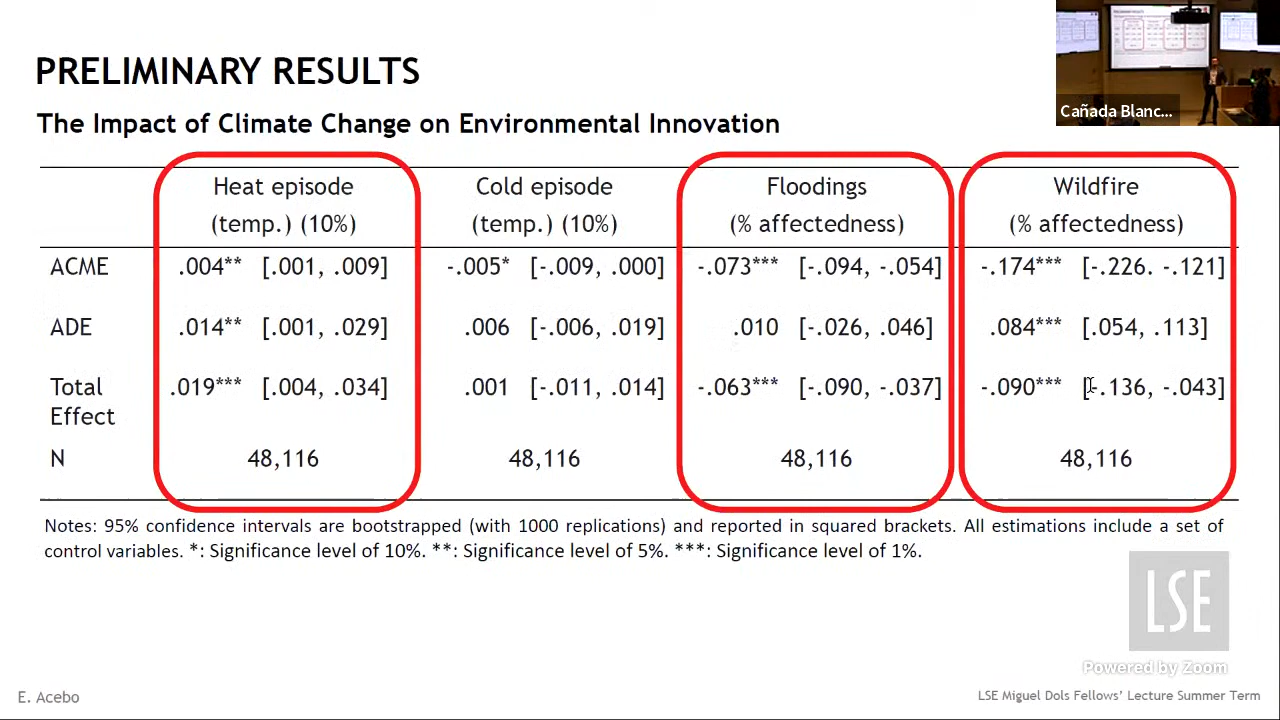 PRELIMINARY RESULTS
Cañada Blanc...
The Impact of Climate Change on Environmental Innovation
Heat episode (temp.) (10%) Cold episode (temp.) (10%) Floodings (% affectedness) Wildfire (% affectedness)
ACME .004** [.001, .009] -.005* [-.009, .000] -.073*** [-.094, -.054] -.174*** [-.226. -.121]
ADE .014** [.001, .029] .006 [-.006, .019] .010 [-.026, .046] .084*** [.054, .113]
Total Effect .019*** [.004, .034] .001 [-.011, .014] -.063*** [-.090, -.037] -.090*** [-.136, -.043]
N 48,116 48,116 48,116 48,116
Notes: 95% confidence intervals are bootstrapped (with 1000 replications) and reported in squared brackets. All estimations include a set of
control variables. *: Significance level of 10%. **: Significance level of 5%. ***: Significance level of 1%.
LSE
Powered by Zoom
E. Acebo
LSE Miguel Dols Fellows' Lecture Summer Term